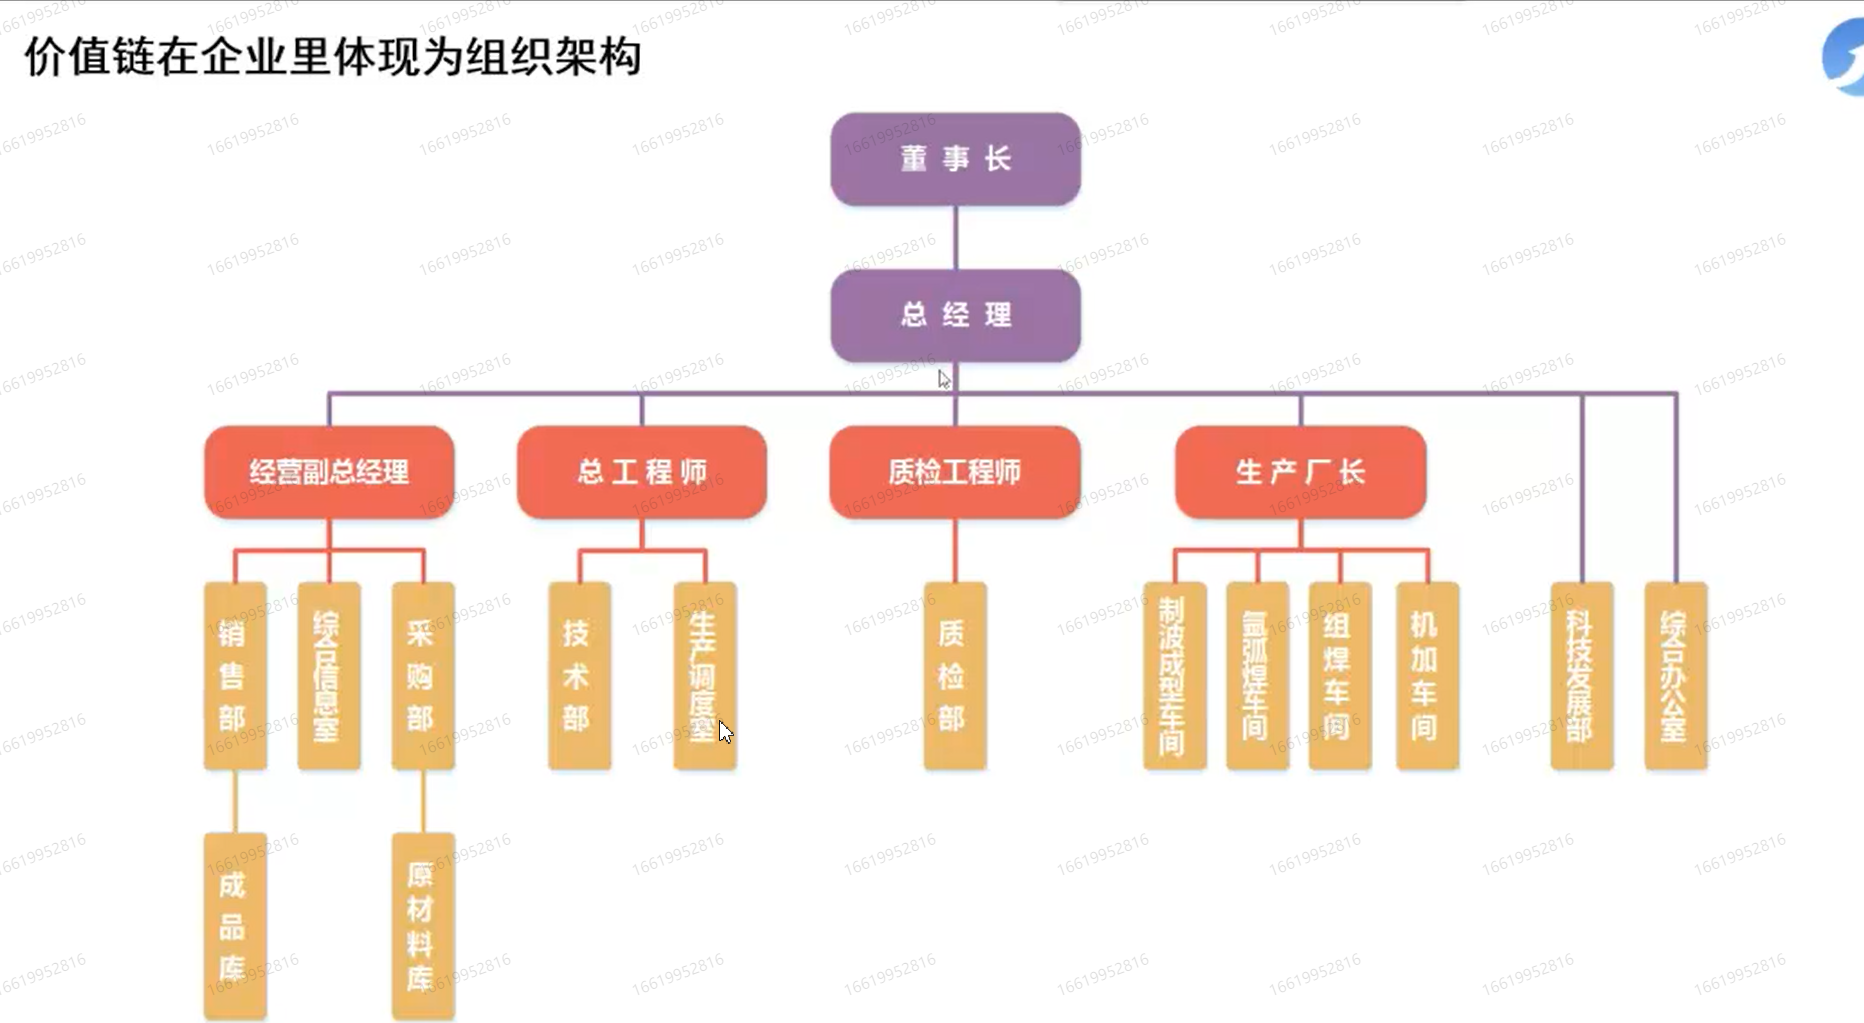 价值链在企业里体现为组织架构
董事长
总经理
经营副总经理
总工程师
质检工程师
生产厂长
销售部
综合信息室
采购部
技术部
生产调度室
质检部
制波成型车间
氩弧焊车间
组焊车间
机加车间
科技发展部
综合办公室
成品库
原材料库
16619952816